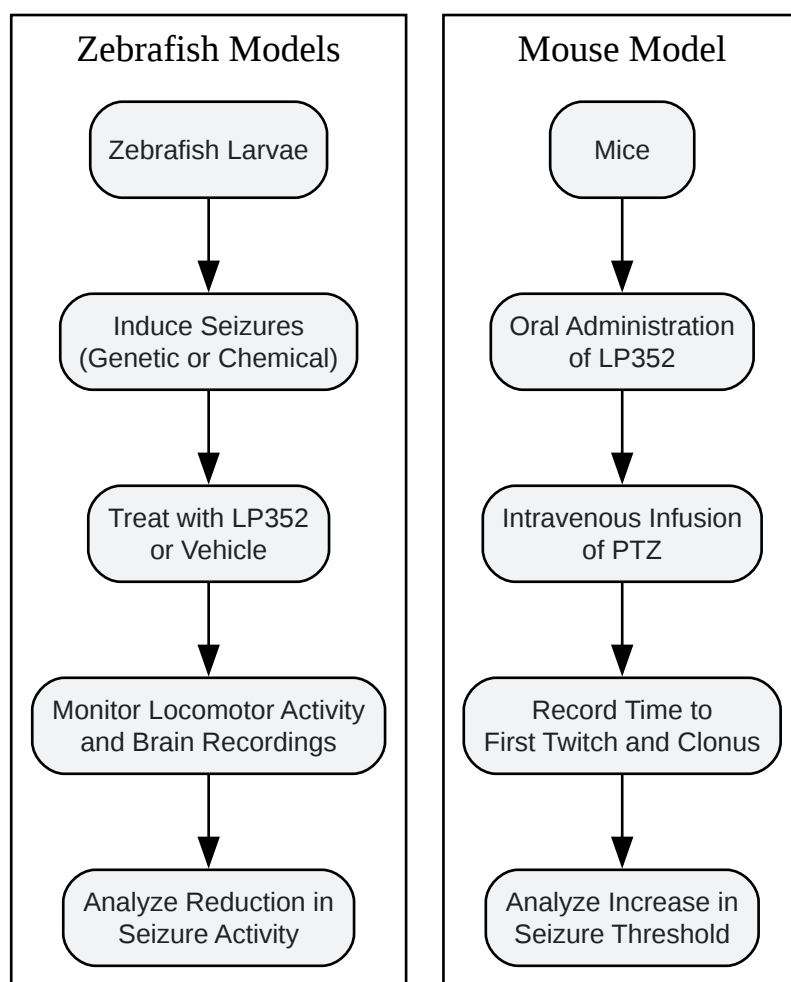 Zebrafish Models
Zebrafish Larvae
Induce Seizures
(Genetic or Chemical)
Treat with LP352
or Vehicle
Monitor Locomotor Activity
and Brain Recordings
Analyze Reduction in
Seizure Activity
Mouse Model
Mice
Oral Administration
of LP352
Intravenous Infusion
of PTZ
Record Time to
First Twitch and Clonus
Analyze Increase in
Seizure Threshold